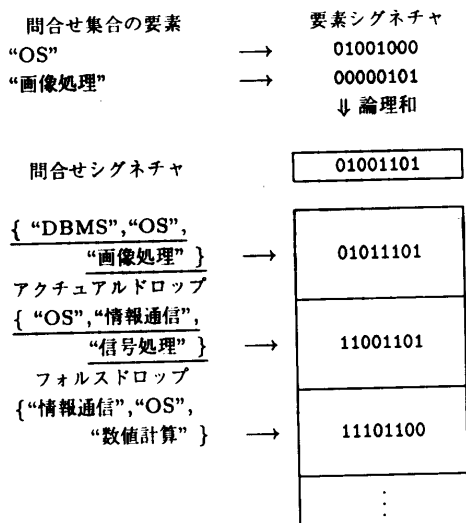 問合せ集合の要素 要素シグネチャ
“OS” → 01001000
“画像処理” → 00000101
⇓ 論理和
問合せシグネチャ 01001101
{ “DBMS”,“OS”,
“画像処理” } → 01011101
アクチュアルドロップ
{ “OS”,“情報通信”,
“信号処理” } → 11001101
フォルスドロップ
{“情報通信”,“OS”,
“数値計算” } → 11101100
⋮